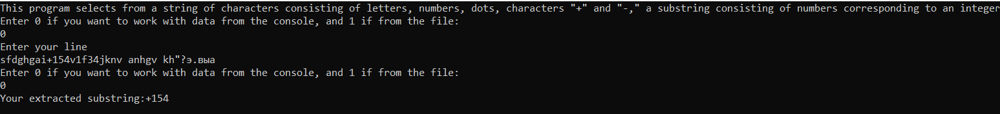 This program selects from a string of characters consisting of letters, numbers, dots, characters "+" and "-," a substring consisting of numbers corresponding to an integer
Enter 0 if you want to work with data from the console, and 1 if from the file:
0
Enter your line
sfdghgai+154v1f34jknv anhgv kh"?э.выа
Enter 0 if you want to work with data from the console, and 1 if from the file:
0
Your extracted substring:+154